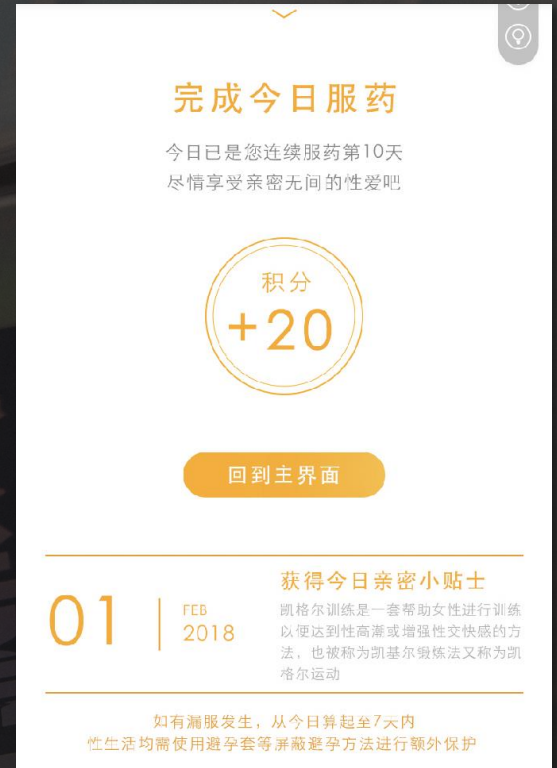 完成今日服药
今日已是您连续服药第10天
尽情享受亲密无间的性爱吧
积分
+20
回到主界面
01
FEB
2018
获得今日亲密小贴士
凯格尔训练是一套帮助女性进行训练
以便达到性高潮或增强性交快感的方
法，也被称为凯基尔锻炼法又称为凯
格尔运动
如有漏服发生，从今日算起至7天内
性生活均需使用避孕套等屏蔽避孕方法进行额外保护